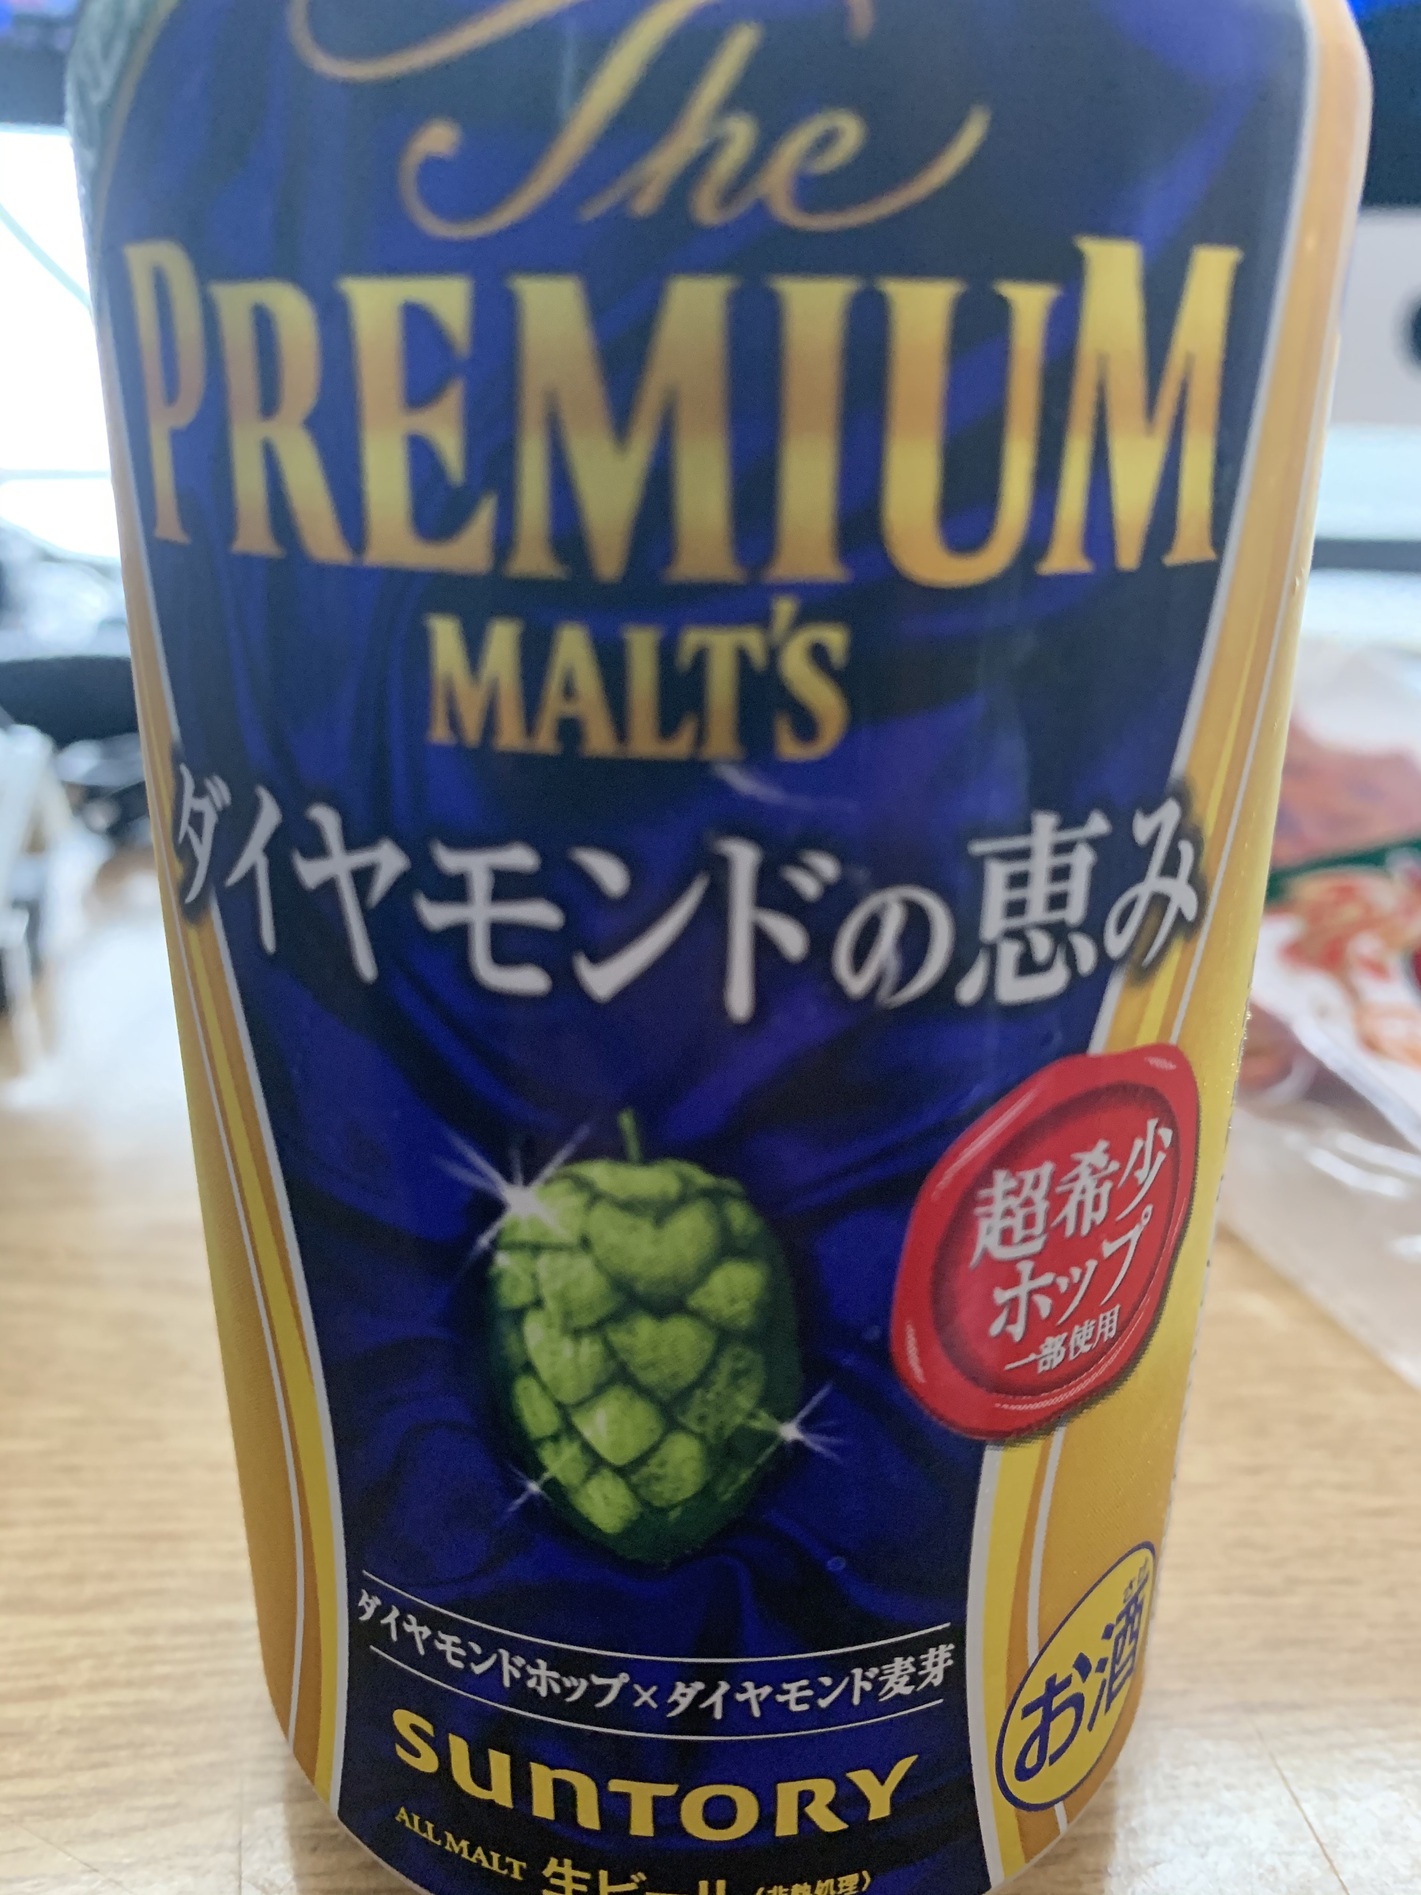 The
PREMIUM
MALT'S
ダイヤモンドの恵み
超希少
ホップ
一部使用
ダイヤモンドホップ×ダイヤモンド麦芽
お酒
SUNTORY
ALL MALT 生ビール(非熱処理)